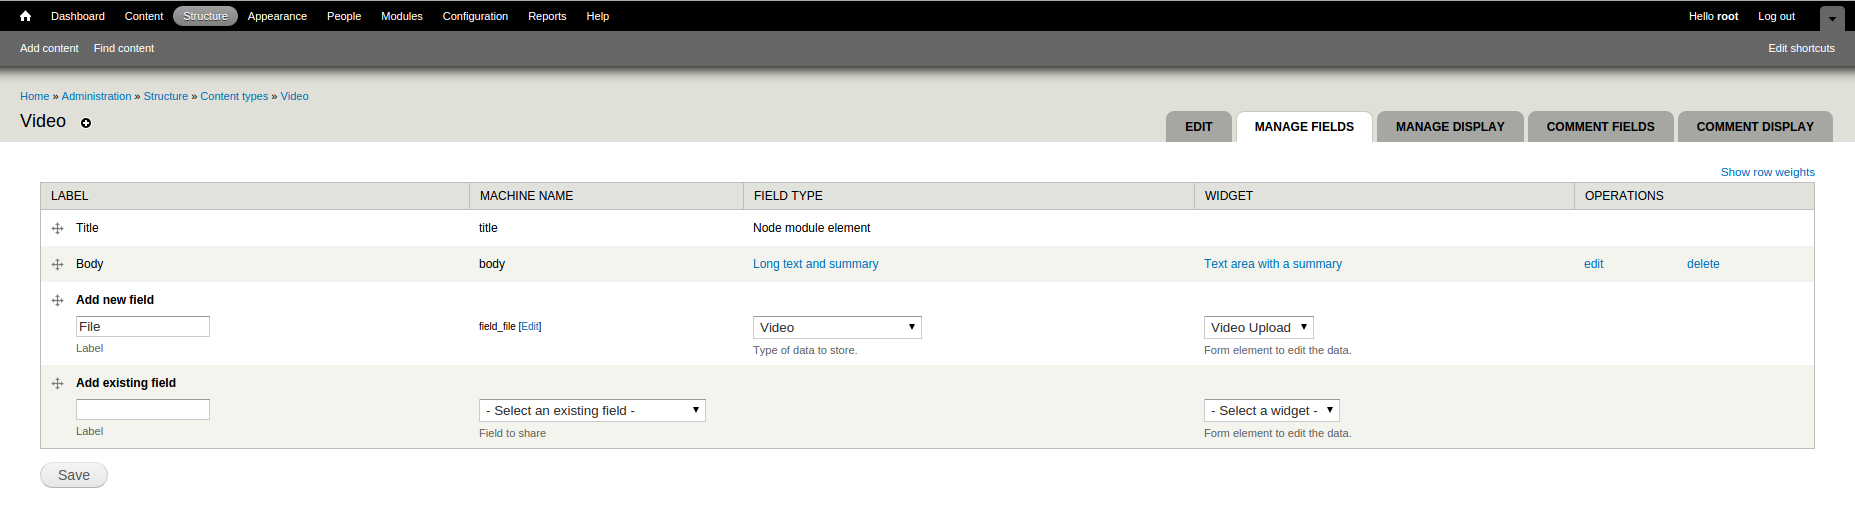 Dashboard Content Structure Appearance People Modules Configuration Reports Help Hello root Log out
Add content Find content Edit shortcuts
Home » Administration » Structure » Content types » Video
Video
EDIT MANAGE FIELDS MANAGE DISPLAY COMMENT FIELDS COMMENT DISPLAY
Show row weights
LABEL MACHINE NAME FIELD TYPE WIDGET OPERATIONS
Title title Node module element
Body body Long text and summary Text area with a summary edit delete
Add new field
File field_file [Edit] Video Video Upload
Label Type of data to store. Form element to edit the data.
Add existing field
- Select an existing field - - Select a widget -
Label Field to share Form element to edit the data.
Save